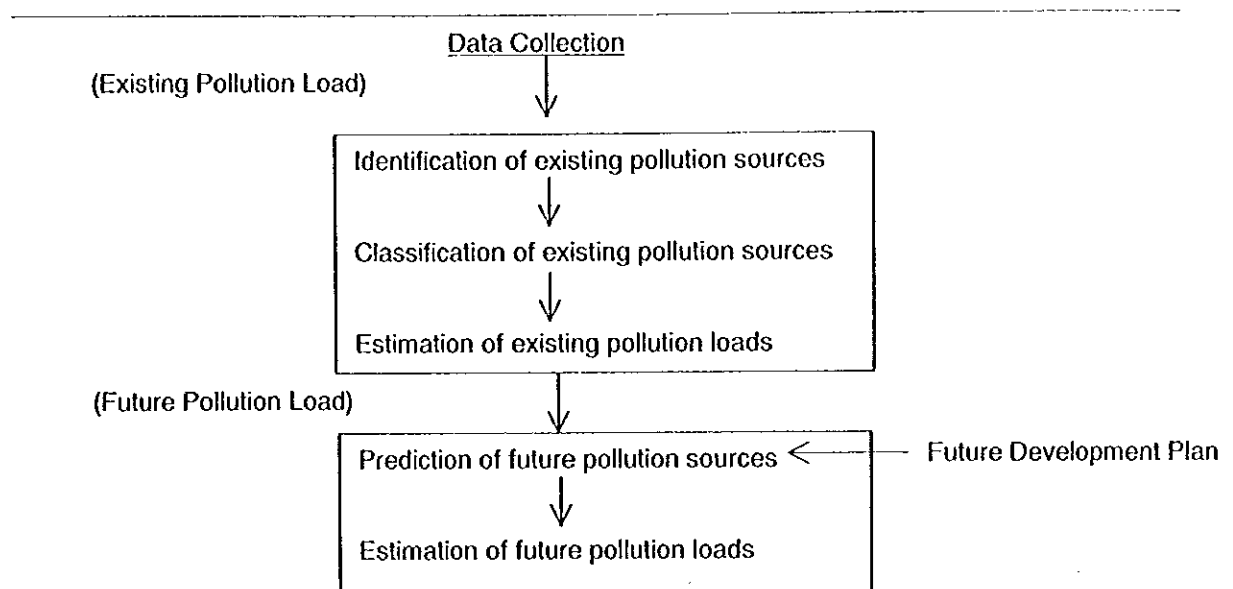 Data Collection
(Existing Pollution Load)
Identification of existing pollution sources
Classification of existing pollution sources
Estimation of existing pollution loads
(Future Pollution Load)
Prediction of future pollution sources
Future Development Plan
Estimation of future pollution loads